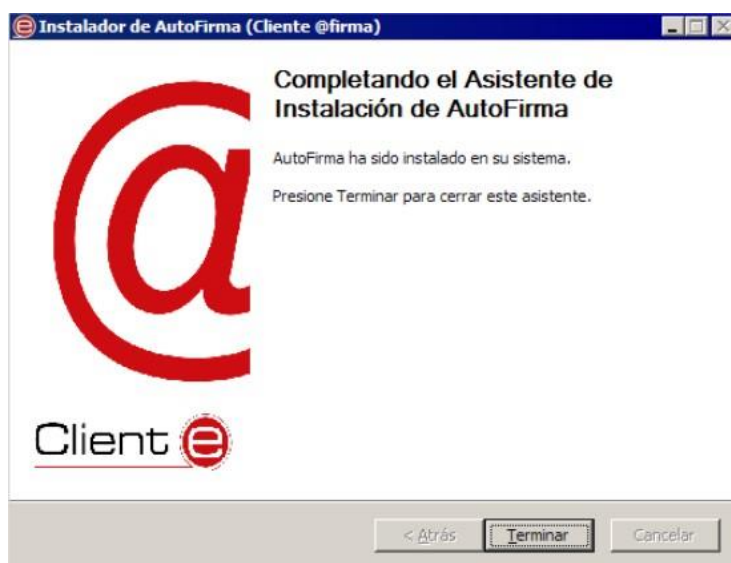 Instalador de AutoFirma (Cliente @firma)
Completando el Asistente de
Instalación de AutoFirma
AutoFirma ha sido instalado en su sistema.
Presione Terminar para cerrar este asistente.
@
Client e
< Atrás Terminar Cancelar